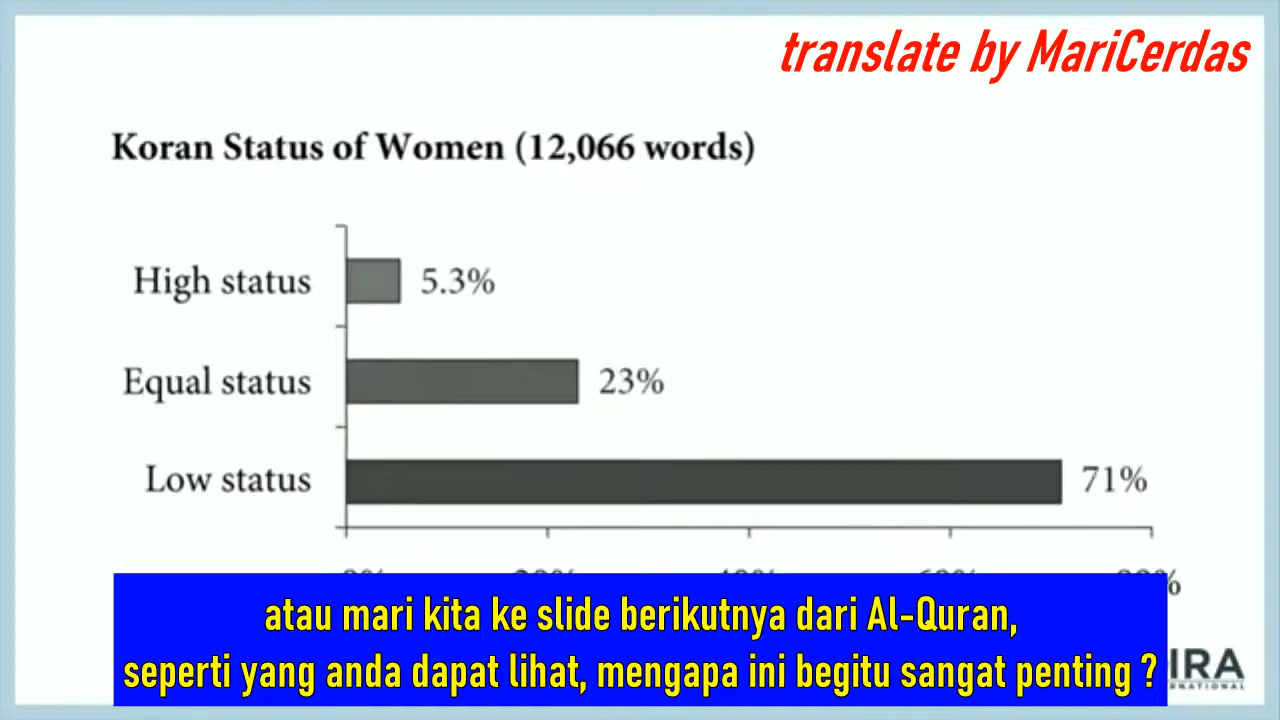 translate by MariCerdas
Koran Status of Women (12,066 words)
High status 5.3%
Equal status 23%
Low status 71%
atau mari kita ke slide berikutnya dari Al-Quran,
seperti yang anda dapat lihat, mengapa ini begitu sangat penting ?
IRA